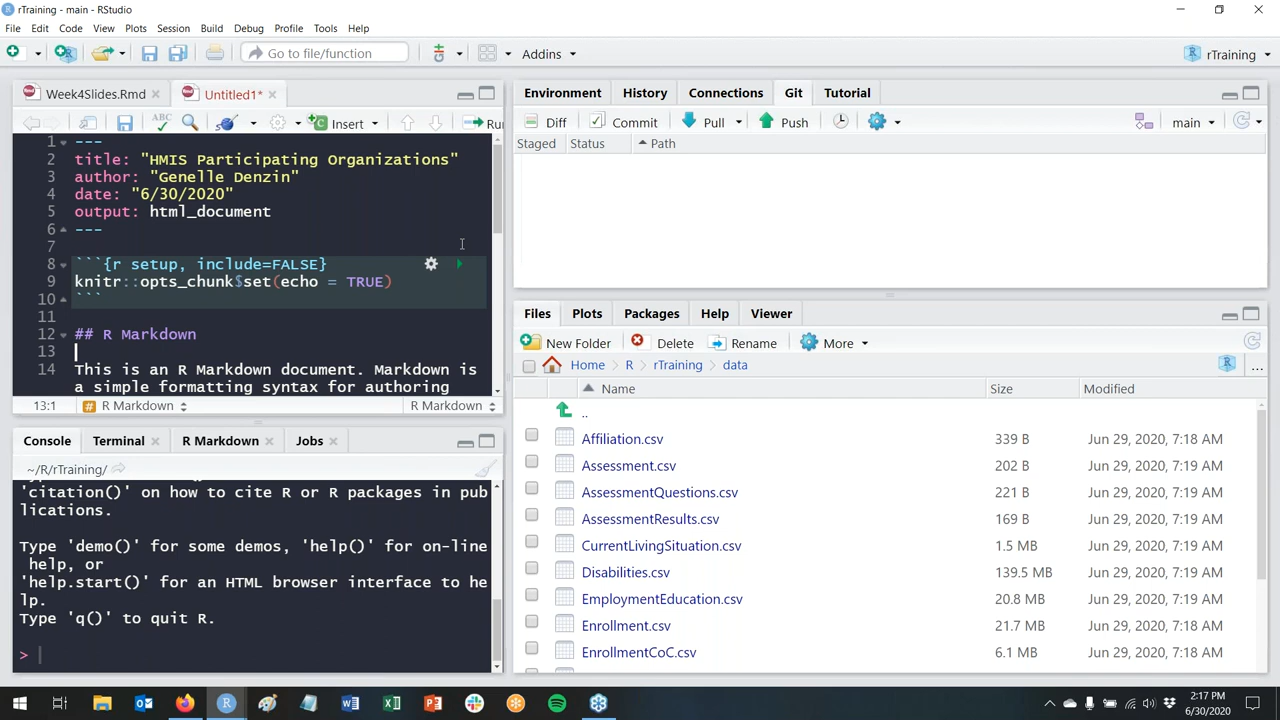 rTraining - main - RStudio
File Edit Code View Plots Session Build Debug Profile Tools Help
Go to file/function
Addins
rTraining
Week4Slides.Rmd
Untitled1*
ABC
Insert
Run
1 ---
2 title: "HMIS Participating Organizations"
3 author: "Genelle Denzin"
4 date: "6/30/2020"
5 output: html_document
6 ---
7
8 ```{r setup, include=FALSE}
9 knitr::opts_chunk$set(echo = TRUE)
10 ```
11
12 ## R Markdown
13
14 This is an R Markdown document. Markdown is
a simple formatting syntax for authoring
13:1 # R Markdown R Markdown
Console Terminal R Markdown Jobs
~/R/rTraining/
'citation()' on how to cite R or R packages in pub
lications.
Type 'demo()' for some demos, 'help()' for on-line
help, or
'help.start()' for an HTML browser interface to he
lp.
Type 'q()' to quit R.
>
Environment History Connections Git Tutorial
Diff Commit Pull Push main
Staged Status Path
Files Plots Packages Help Viewer
New Folder Delete Rename More
Home R rTraining data
Name Size Modified
..
Affiliation.csv 339 B Jun 29, 2020, 7:18 AM
Assessment.csv 202 B Jun 29, 2020, 7:19 AM
AssessmentQuestions.csv 221 B Jun 29, 2020, 7:19 AM
AssessmentResults.csv 169 B Jun 29, 2020, 7:19 AM
CurrentLivingSituation.csv 1.5 MB Jun 29, 2020, 7:19 AM
Disabilities.csv 139.5 MB Jun 29, 2020, 7:19 AM
EmploymentEducation.csv 20.8 MB Jun 29, 2020, 7:19 AM
Enrollment.csv 21.7 MB Jun 29, 2020, 7:18 AM
EnrollmentCoC.csv 6.1 MB Jun 29, 2020, 7:18 AM
2:17 PM
6/30/2020